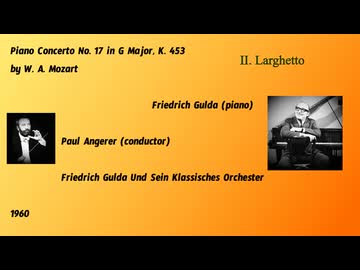 Piano Concerto No. 17 in G Major, K. 453
by W. A. Mozart
II. Larghetto
Friedrich Gulda (piano)
Paul Angerer (conductor)
Friedrich Gulda Und Sein Klassisches Orchester
1960